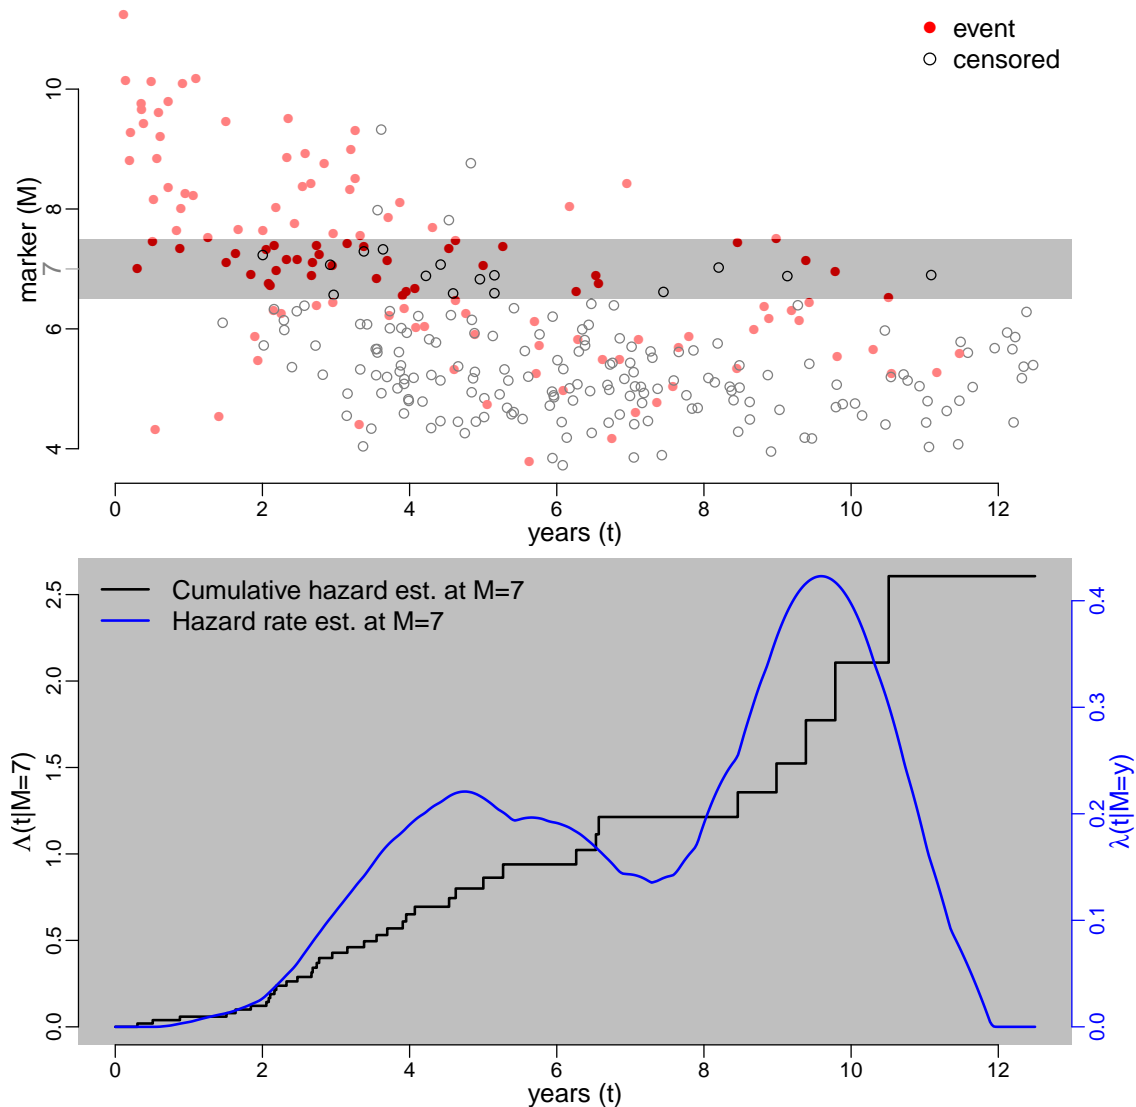 event
censored
marker (M)
10
8
7
6
4
0 2 4 6 8 10 12
years (t)
Cumulative hazard est. at M=7
Hazard rate est. at M=7
Λ(t|M=7)
2.5
2.0
1.5
1.0
0.5
0.0
λ(t|M=y)
0.4
0.3
0.2
0.1
0.0
0 2 4 6 8 10 12
years (t)